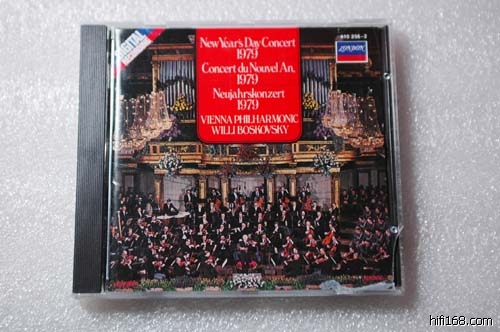 DIGITAL
RECORDING
New Year's Day Concert
1979
Concert du Nouvel An,
1979
Neujahrskonzert
1979
VIENNA PHILHARMONIC
WILLI BOSKOVSKY
LONDON
hifi168.com